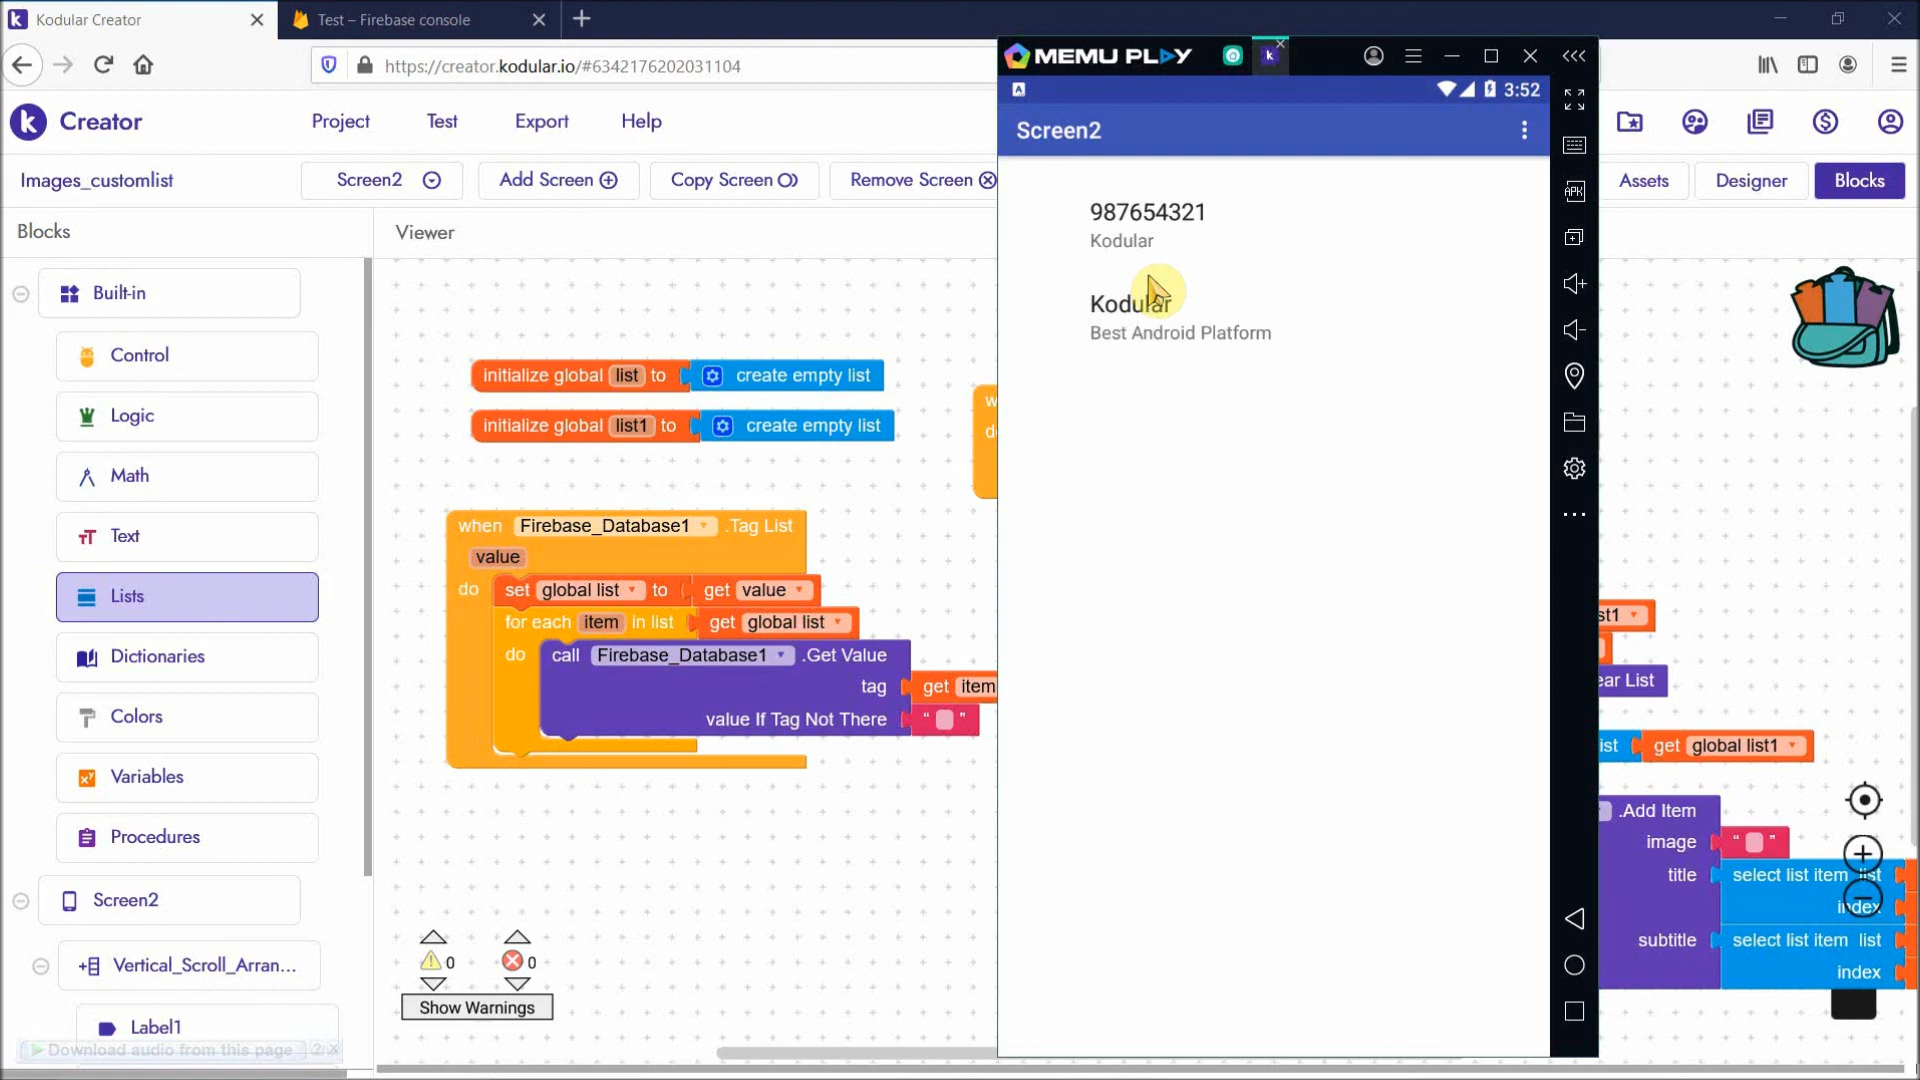 Kodular Creator
Test – Firebase console
https://creator.kodular.io/#6342176202031104
Creator
Project
Test
Export
Help
Images_customlist
Screen2
Add Screen
Copy Screen
Remove Screen
Assets
Designer
Blocks
Blocks
Viewer
Built-in
Control
Logic
Math
Text
Lists
Dictionaries
Colors
Variables
Procedures
Screen2
Vertical_Scroll_Arran...
Label1
Download audio from this page ? X
initialize global list to create empty list
initialize global list1 to create empty list
when Firebase_Database1 .Tag List
value
do set global list to get value
for each item in list get global list
do call Firebase_Database1 .Get Value
tag get item
value If Tag Not There “ ”
0 0
Show Warnings
MEMU PLAY
3:52
Screen2
987654321
Kodular
Kodular
Best Android Platform
APK
st1
ear List
ist get global list1
.Add Item
image “ ”
title select list item list
index
subtitle select list item list
index